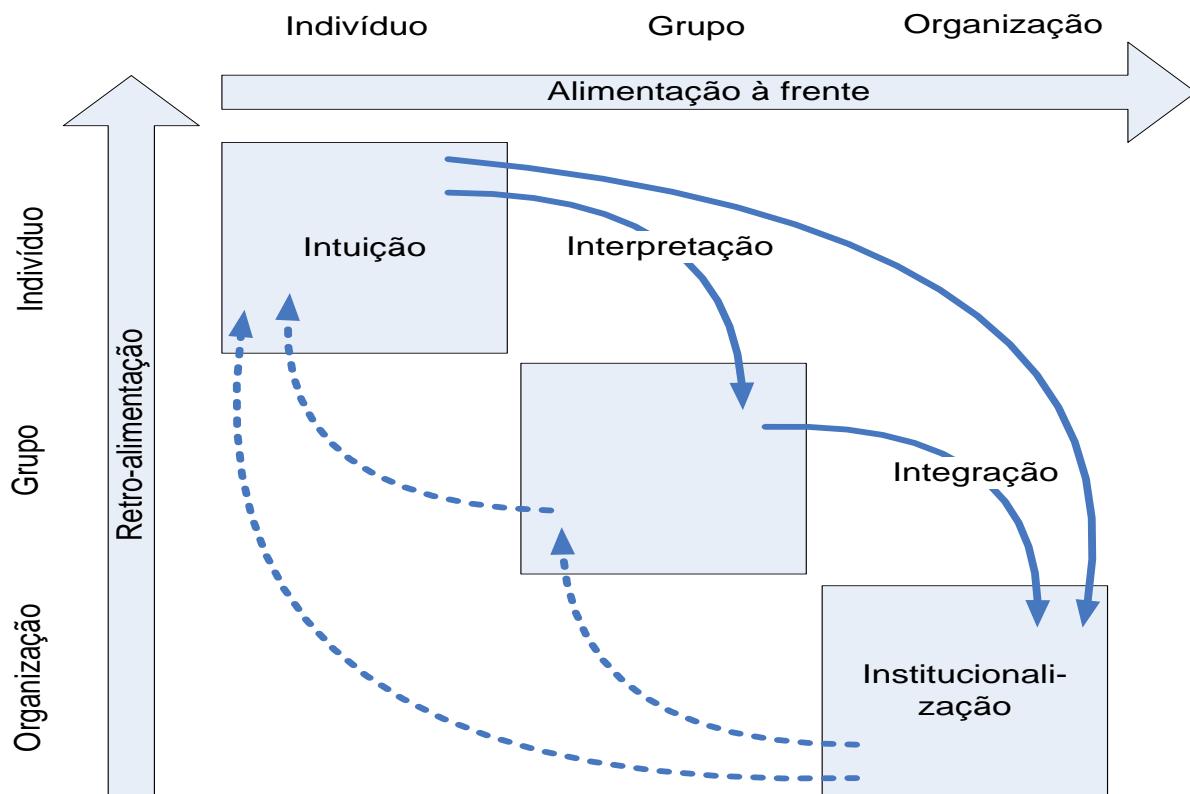 Indivíduo
Grupo
Organização
Alimentação à frente
Retro-alimentação
Indivíduo
Grupo
Organização
Intuição
Interpretação
Integração
Institucionali-
zação